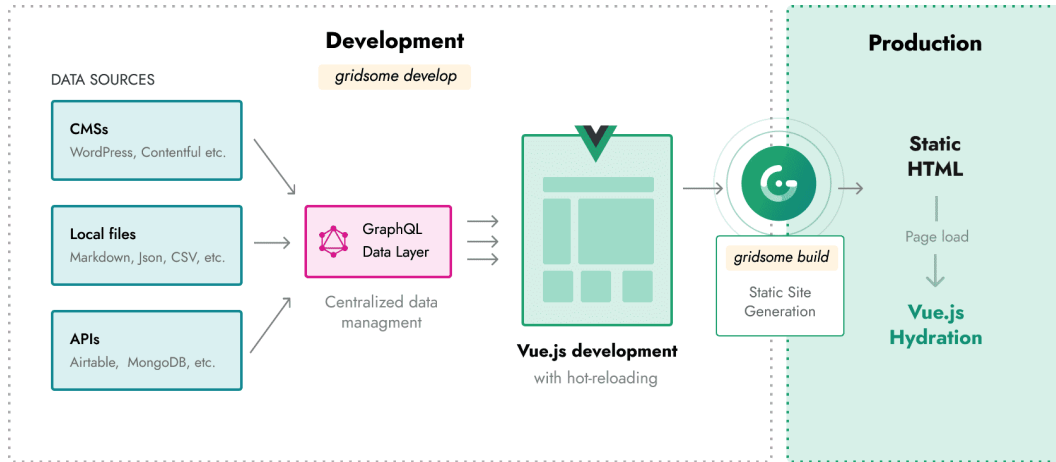 Development
gridsome develop
DATA SOURCES
CMSs
WordPress, Contentful etc.
Local files
Markdown, Json, CSV, etc.
APIs
Airtable, MongoDB, etc.
GraphQL
Data Layer
Centralized data
managment
Vue.js development
with hot-reloading
gridsome build
Static Site
Generation
Production
Static
HTML
Page load
Vue.js
Hydration